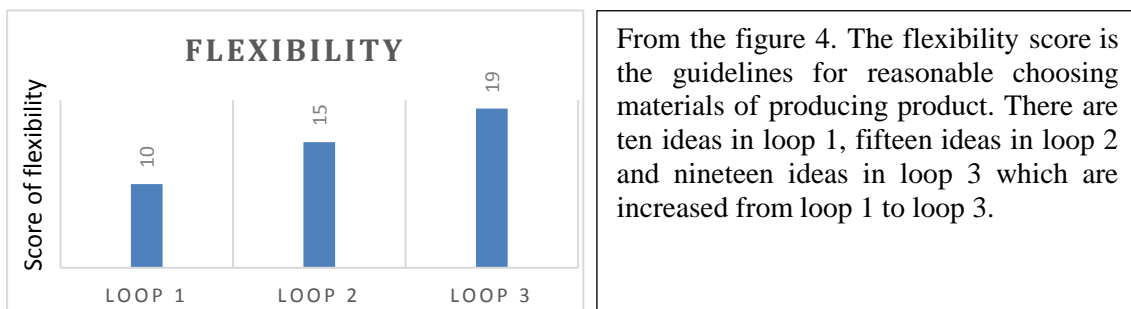 FLEXIBILITY
Score of flexibility
10
15
19
LOOP 1
LOOP 2
LOOP 3
From the figure 4. The flexibility score is
the guidelines for reasonable choosing
materials of producing product. There are
ten ideas in loop 1, fifteen ideas in loop 2
and nineteen ideas in loop 3 which are
increased from loop 1 to loop 3.